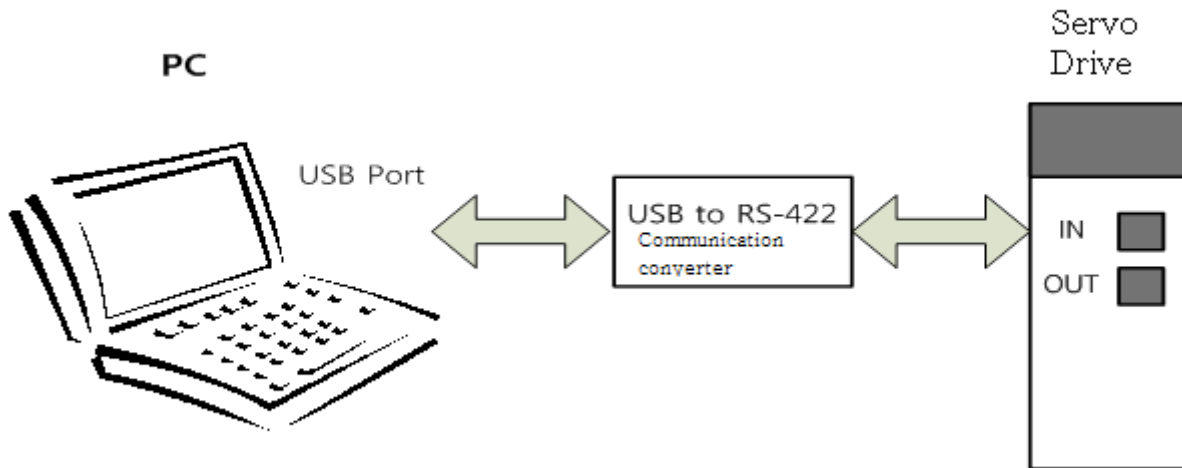 PC
USB Port
USB to RS-422
Communication
converter
Servo
Drive
IN
OUT